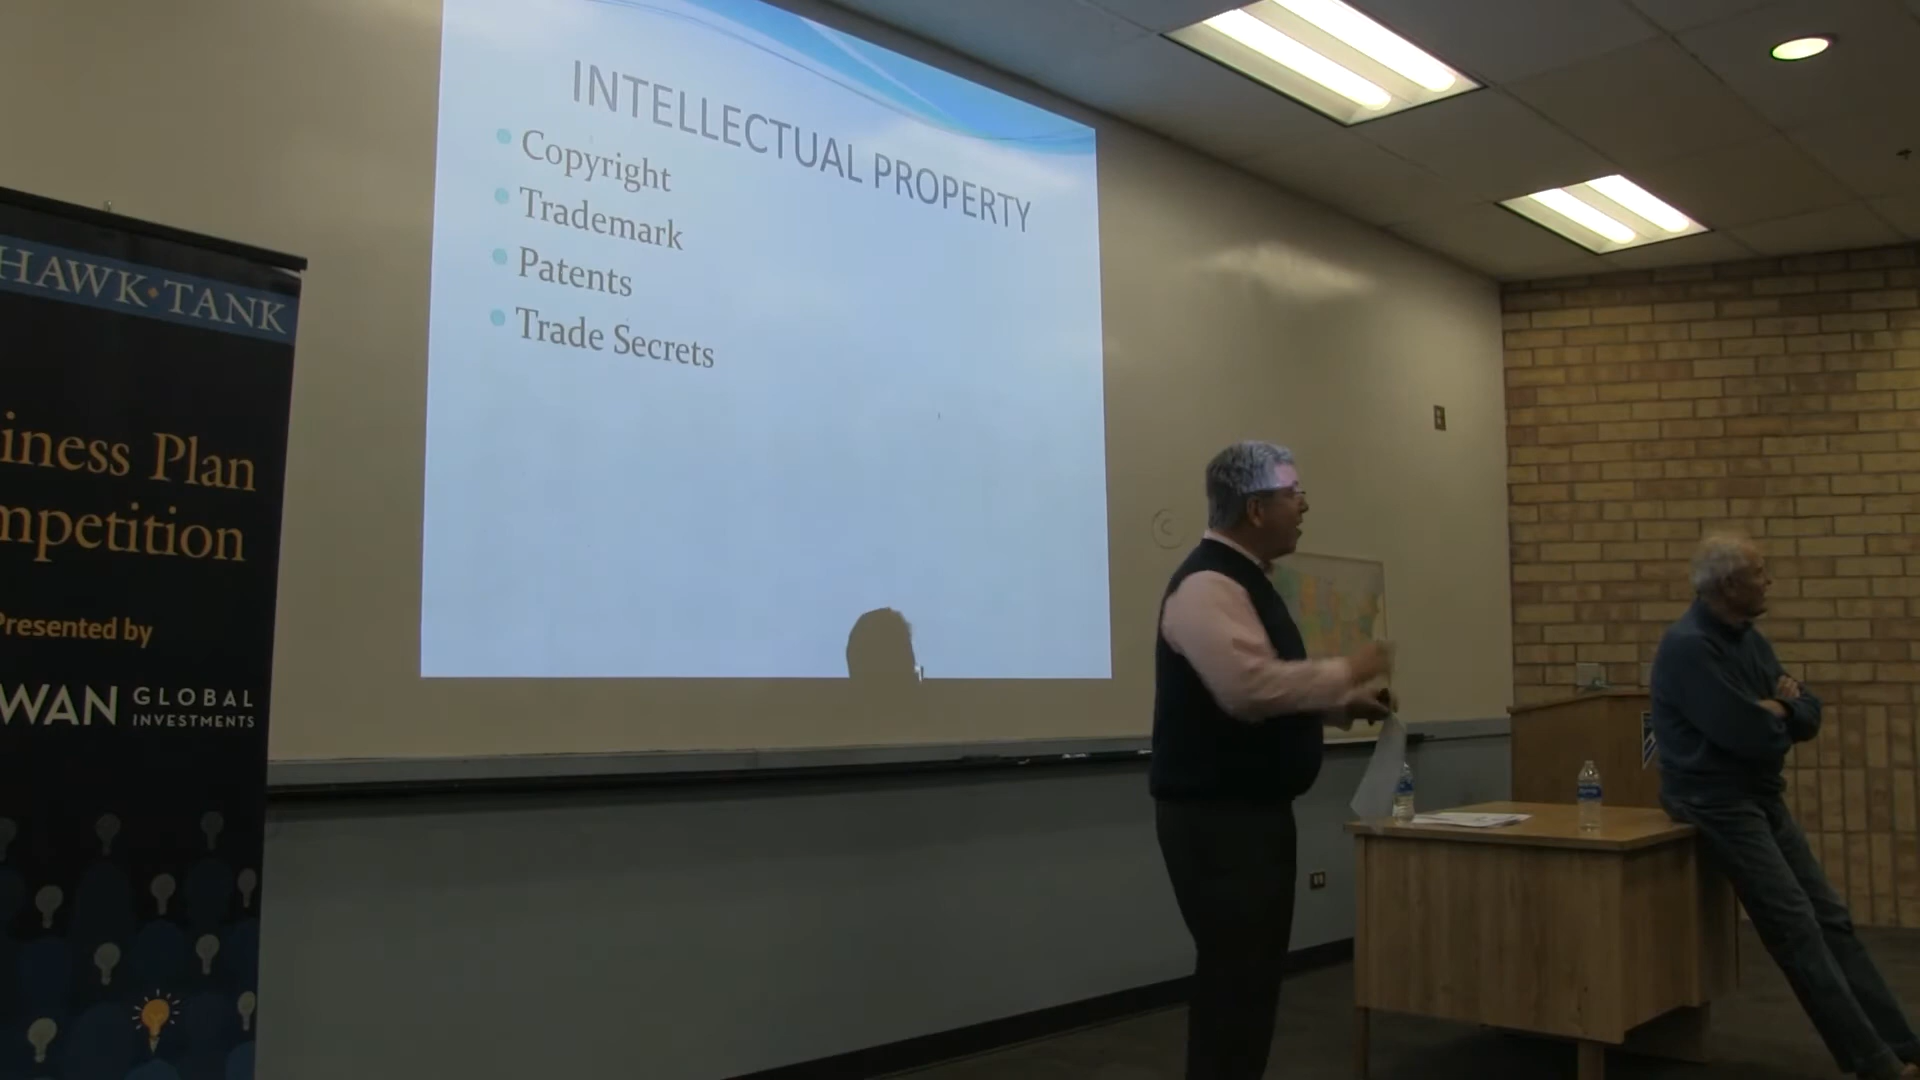 INTELLECTUAL PROPERTY
Copyright
Trademark
Patents
Trade Secrets
HAWK·TANK
iness Plan
mpetition
Presented by
WAN GLOBAL
INVESTMENTS